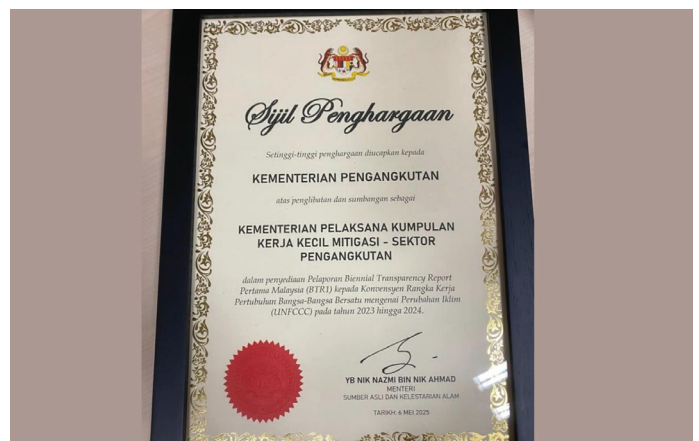 Sijil Penghargaan
Setinggi-tinggi penghargaan diucapkan kepada
KEMENTERIAN PENGANGKUTAN
atas penglibatan dan sumbangan sebagai
KEMENTERIAN PELAKSANA KUMPULAN
KERJA KECIL MITIGASI - SEKTOR
PENGANGKUTAN
dalam penyediaan Pelaporan Biennial Transparency Report
Pertama Malaysia (BTR1) kepada Konvensyen Rangka Kerja
Pertubuhan Bangsa-Bangsa Bersatu mengenai Perubahan Iklim
(UNFCCC) pada tahun 2023 hingga 2024.
YB NIK NAZMI BIN NIK AHMAD
MENTERI
SUMBER ASLI DAN KELESTARIAN ALAM
TARIKH: 6 MEI 2025